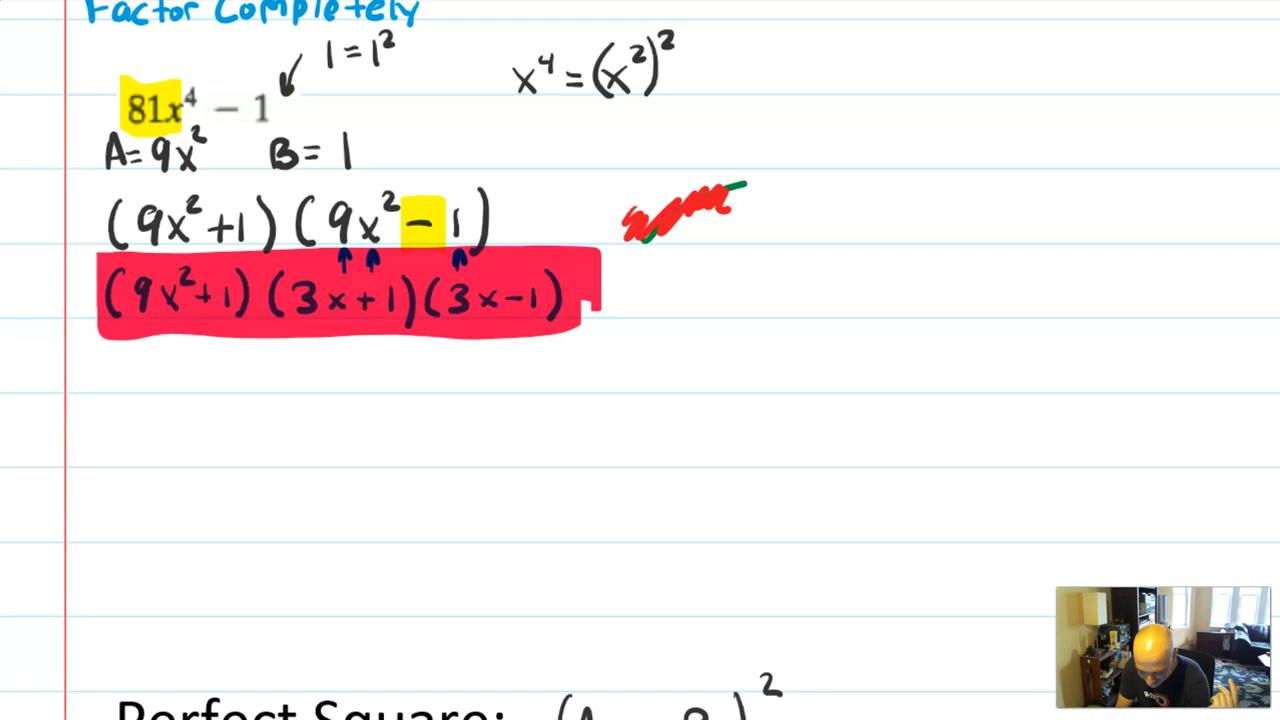 Factor Completely
1 = 1²
x⁴ = (x²)²
81x⁴ − 1
A = 9x² B = 1
(9x² + 1) (9x² − 1)
(9x² + 1) (3x + 1) (3x − 1)
Perfect Square:
2